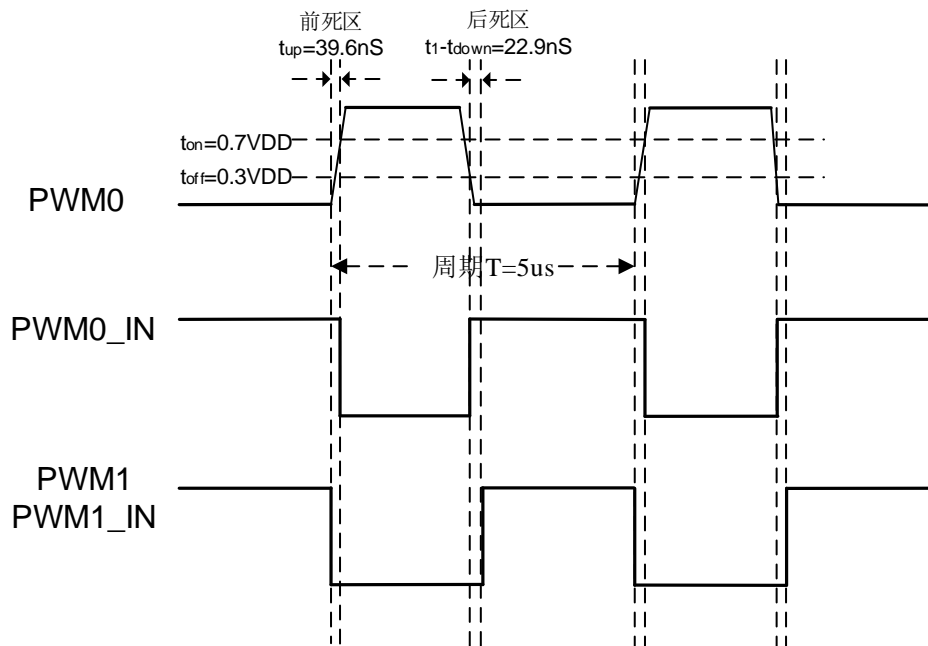 前死区
tup=39.6nS
后死区
t1-tdown=22.9nS
ton=0.7VDD
toff=0.3VDD
PWM0
周期T=5us
PWM0_IN
PWM1
PWM1_IN